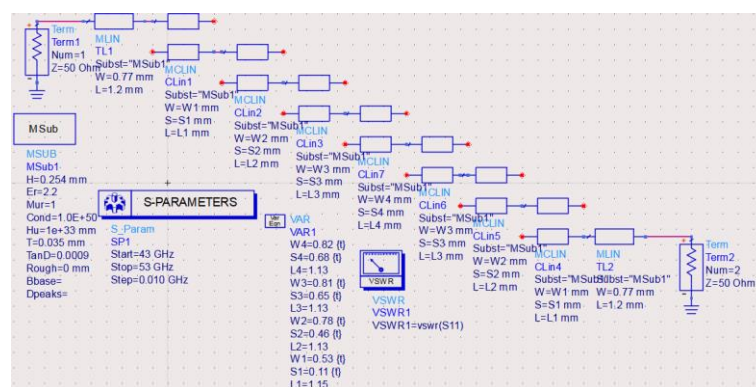 Term
Term1
Num=1
Z=50 Ohm
MLIN
TL1
Subst="MSub1"
W=0.77 mm
L=1.2 mm
MCLIN
CLin1
Subst="MSub1"
W=W1 mm
S=S1 mm
L=L1 mm
MCLIN
CLin2
Subst="MSub1"
W=W2 mm
S=S2 mm
L=L2 mm
MCLIN
CLin3
Subst="MSub1"
W=W3 mm
S=S3 mm
L=L3 mm
MCLIN
CLin7
Subst="MSub1"
W=W4 mm
S=S4 mm
L=L4 mm
MCLIN
CLin6
Subst="MSub1"
W=W3 mm
S=S3 mm
L=L3 mm
MCLIN
CLin5
Subst="MSub1"
W=W2 mm
S=S2 mm
L=L2 mm
MCLIN
CLin4
Subst="MSub1"
W=W1 mm
S=S1 mm
L=L1 mm
MLIN
TL2
Subst="MSub1"
W=0.77 mm
L=1.2 mm
Term
Term2
Num=2
Z=50 Ohm
MSub
MSUB
MSub1
H=0.254 mm
Er=2.2
Mur=1
Cond=1.0E+50
Hu=1e+33 mm
T=0.035 mm
TanD=0.0009
Rough=0 mm
Bbase=
Dpeaks=
S-PARAMETERS
S_Param
SP1
Start=43 GHz
Stop=53 GHz
Step=0.010 GHz
Var
Eqn
VAR
VAR1
W4=0.82 {t}
S4=0.68 {t}
L4=1.13
W3=0.81 {t}
S3=0.65 {t}
L3=1.13
W2=0.78 {t}
S2=0.46 {t}
L2=1.13
W1=0.53 {t}
S1=0.11 {t}
L1=1.15
VSWR
VSWR
VSWR1
VSWR1=vswr(S11)